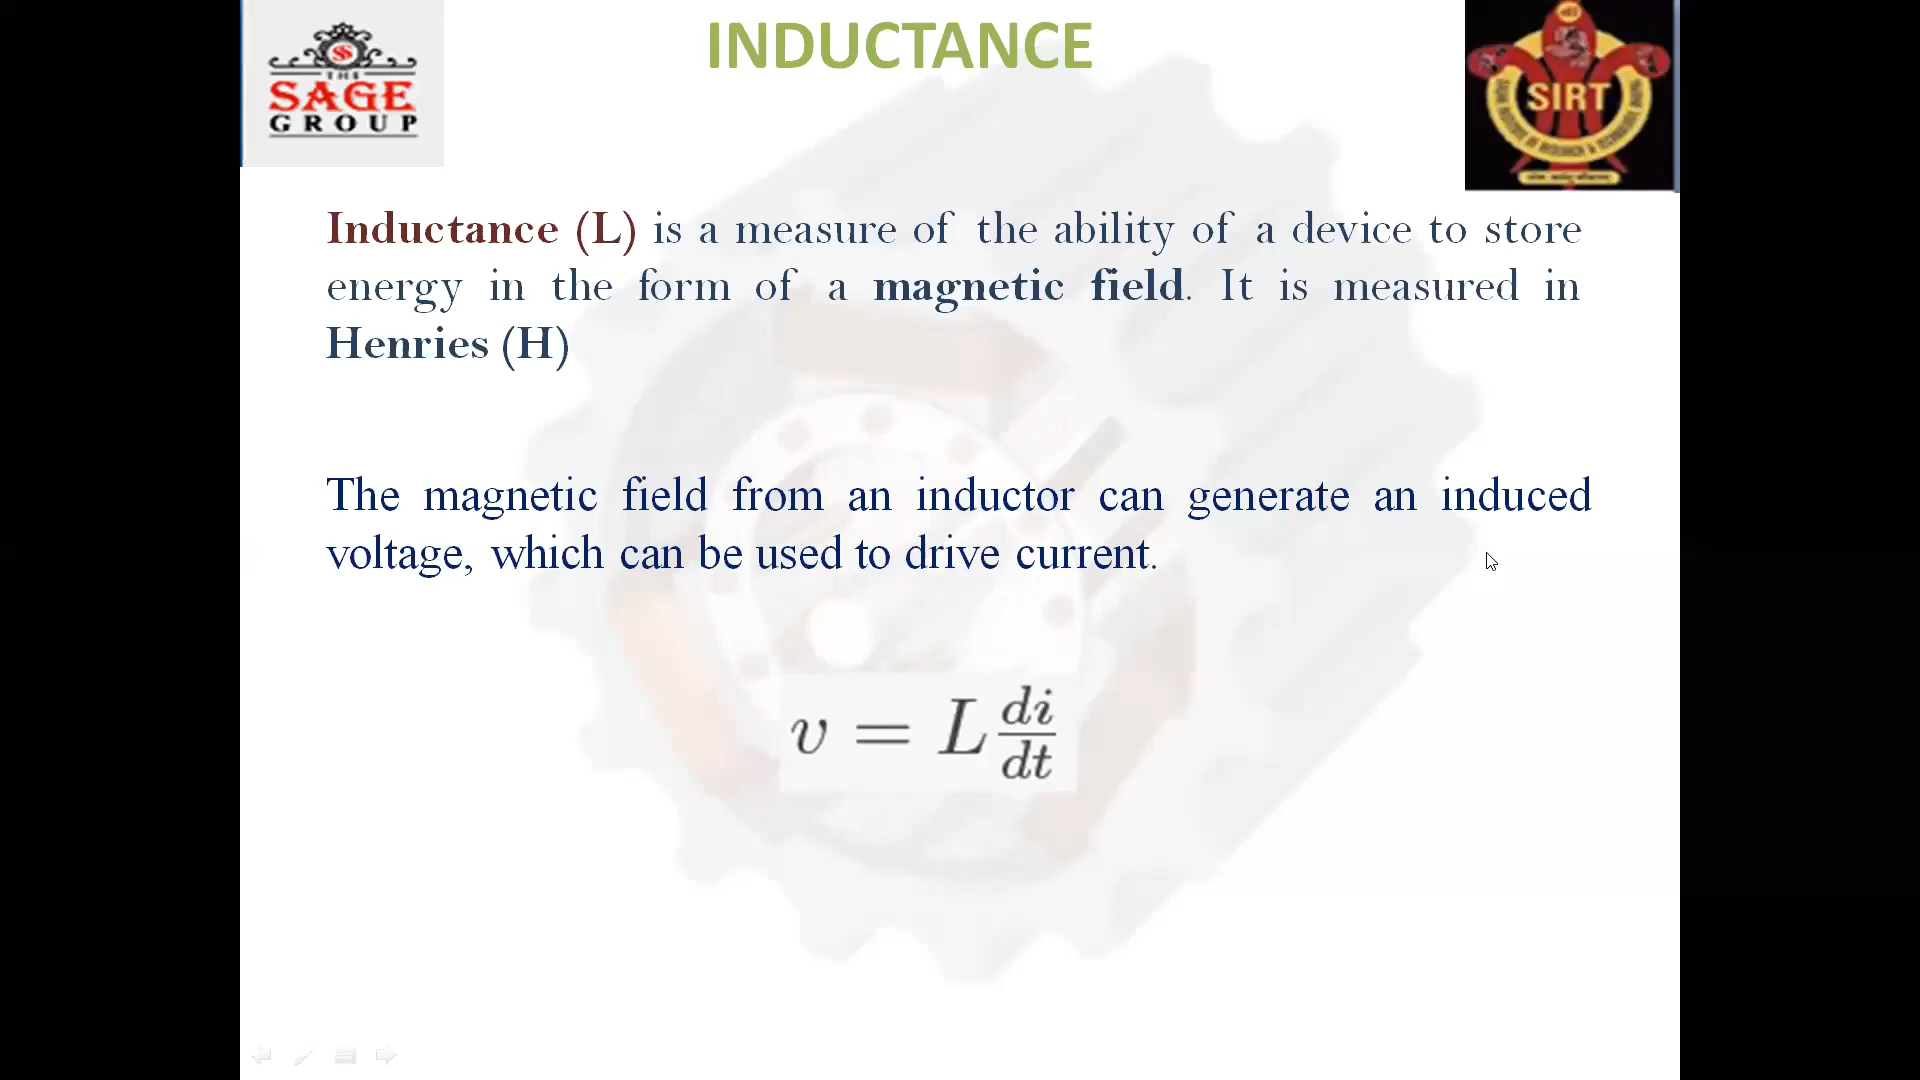 INDUCTANCE
THE
SAGE
GROUP
SIRT
Inductance (L) is a measure of the ability of a device to store
energy in the form of a magnetic field. It is measured in
Henries (H)
The magnetic field from an inductor can generate an induced
voltage, which can be used to drive current.
v = L di/dt